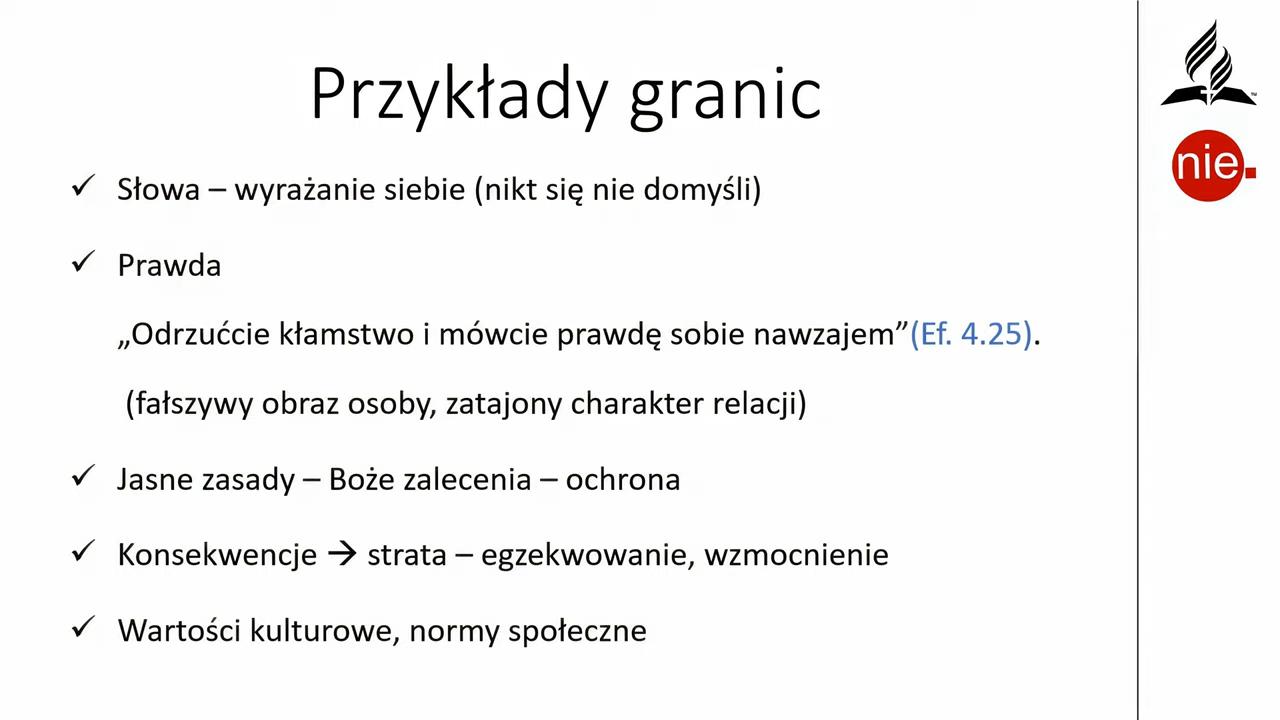 Przykłady granic
✓ Słowa – wyrażanie siebie (nikt się nie domyśli)
✓ Prawda
„Odrzućcie kłamstwo i mówcie prawdę sobie nawzajem”(Ef. 4.25).
(fałszywy obraz osoby, zatajony charakter relacji)
✓ Jasne zasady – Boże zalecenia – ochrona
✓ Konsekwencje → strata – egzekwowanie, wzmocnienie
✓ Wartości kulturowe, normy społeczne
™
nie.